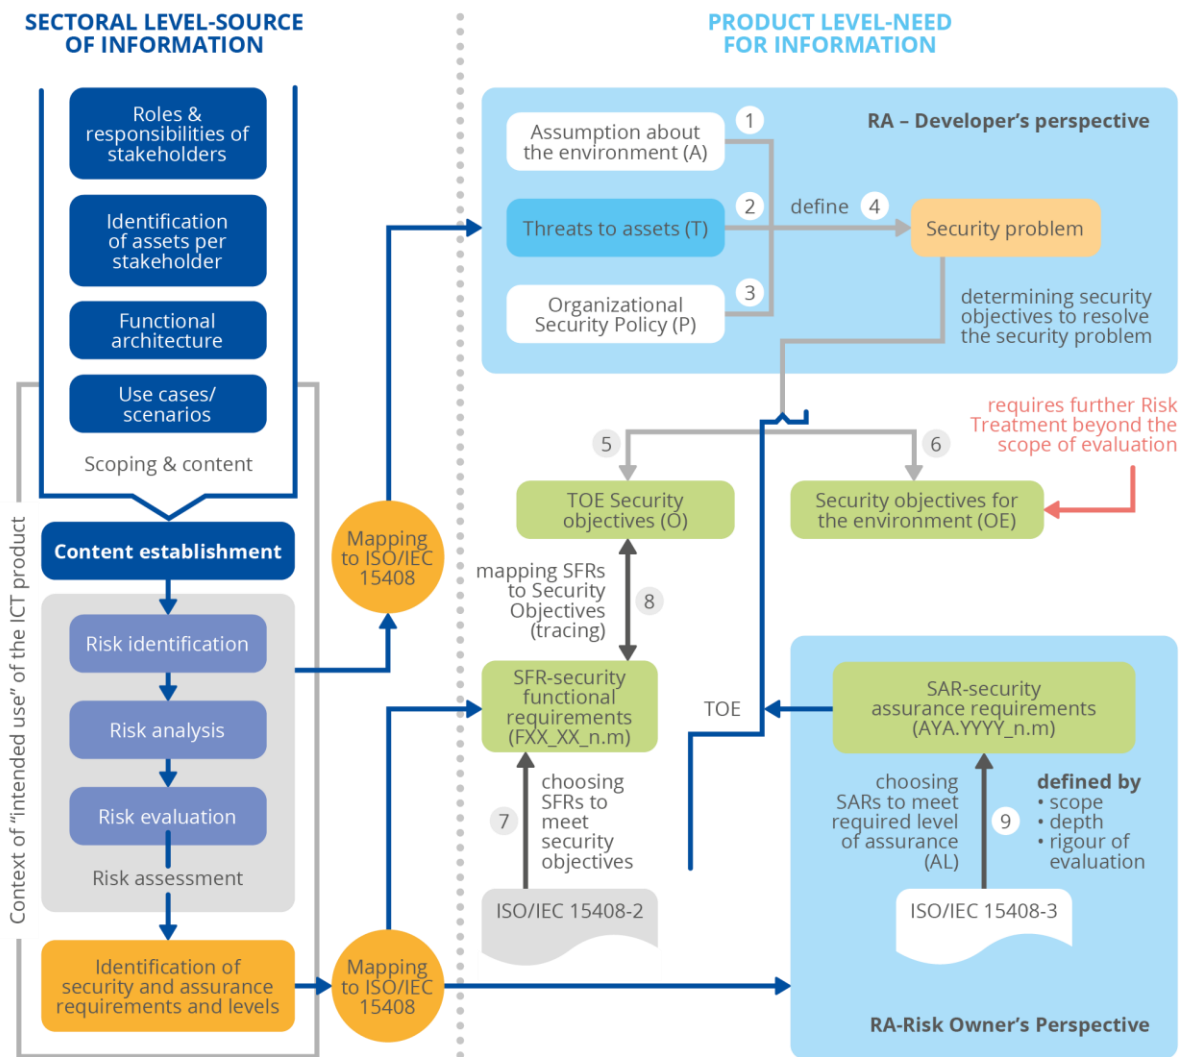 SECTORAL LEVEL-SOURCE
OF INFORMATION
Roles &
responsibilities of
stakeholders
Identification
of assets per
stakeholder
Functional
architecture
Use cases/
scenarios
Scoping & content
Content establishment
Risk identification
Risk analysis
Risk evaluation
Risk assessment
Identification of
security and assurance
requirements and levels
Context of “intended use” of the ICT product
Mapping
to ISO/IEC
15408
Mapping
to ISO/IEC
15408
PRODUCT LEVEL-NEED
FOR INFORMATION
RA – Developer’s perspective
Assumption about
the environment (A)
1
Threats to assets (T)
2
define
4
Security problem
Organizational
Security Policy (P)
3
determining security
objectives to resolve
the security problem
requires further Risk
Treatment beyond the
scope of evaluation
5
6
TOE Security
objectives (O)
Security objectives for
the environment (OE)
mapping SFRs
to Security
Objectives
(tracing)
8
SFR-security
functional
requirements
(FXX_XX_n.m)
TOE
SAR-security
assurance requirements
(AYA.YYYY_n.m)
7
choosing
SFRs to
meet
security
objectives
choosing
SARs to meet
required level
of assurance
(AL)
9
defined by
• scope
• depth
• rigour of
evaluation
ISO/IEC 15408-2
ISO/IEC 15408-3
RA-Risk Owner’s Perspective